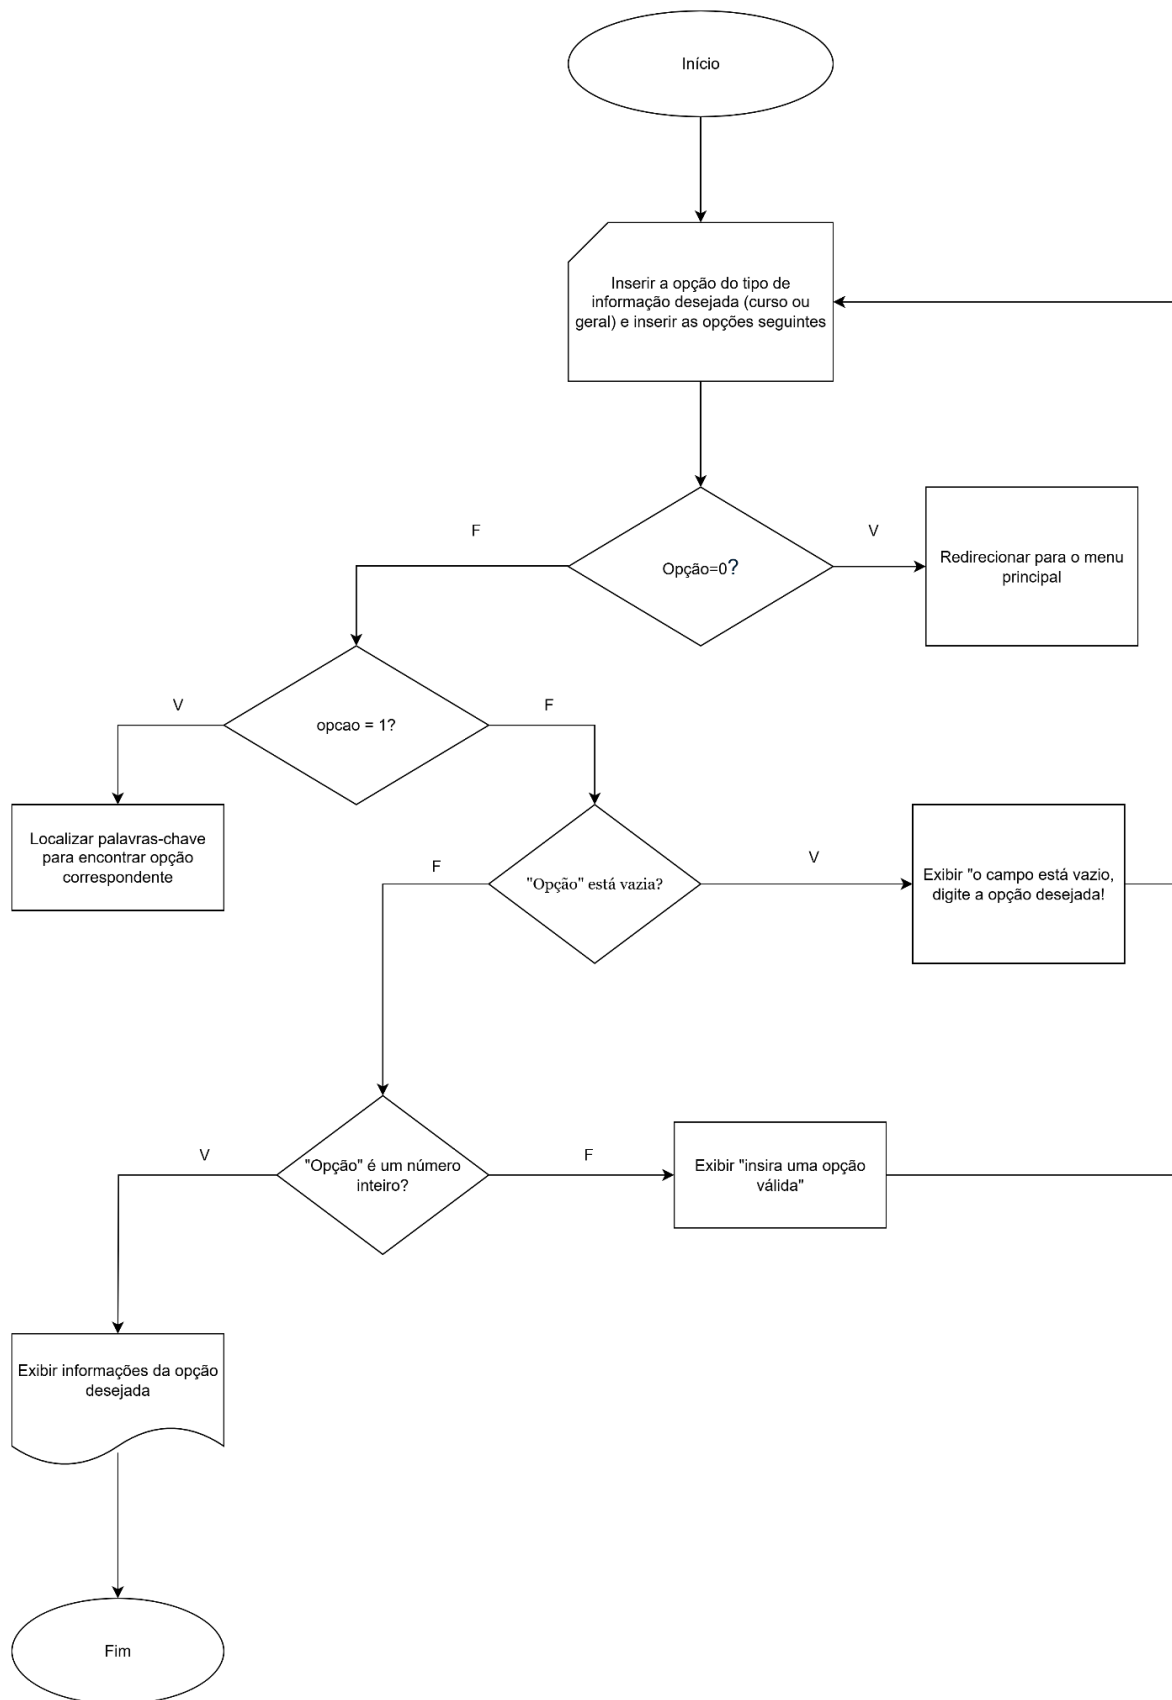 Início
Inserir a opção do tipo de
informação desejada (curso ou
geral) e inserir as opções seguintes
F
V
Opção=0?
Redirecionar para o menu
principal
V
F
opcao = 1?
Localizar palavras-chave
para encontrar opção
correspondente
F
V
"Opção" está vazia?
Exibir "o campo está vazio,
digite a opção desejada!
V
F
"Opção" é um número
inteiro?
Exibir "insira uma opção
válida"
Exibir informações da opção
desejada
Fim